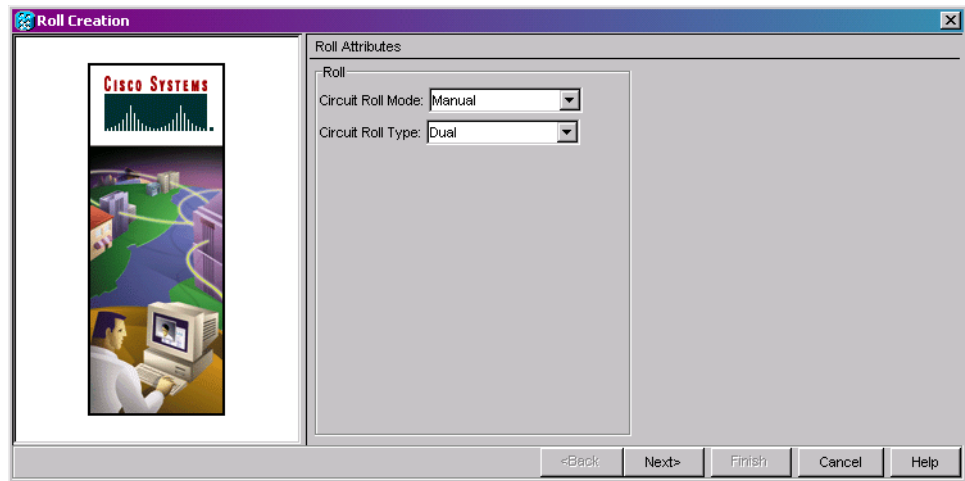 Roll Creation
CISCO SYSTEMS
Roll Attributes
Roll
Circuit Roll Mode: Manual
Circuit Roll Type: Dual
<Back Next> Finish Cancel Help